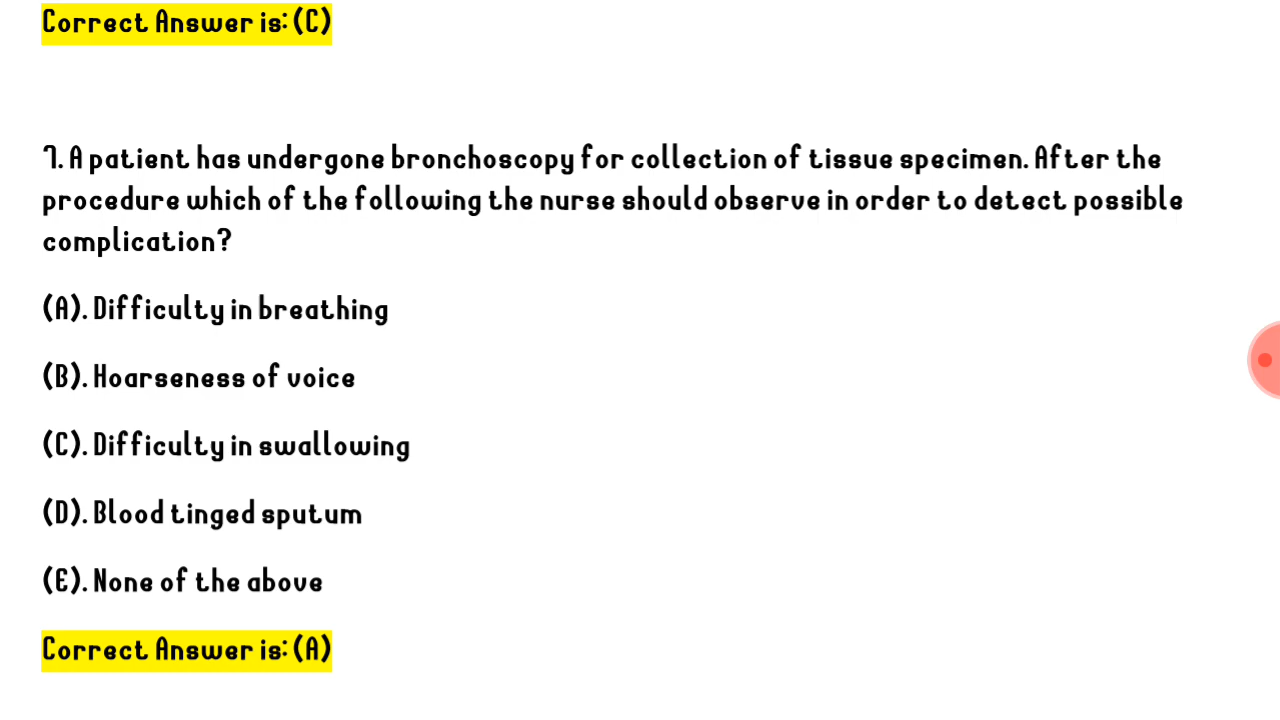 Correct Answer is: (C)
7. A patient has undergone bronchoscopy for collection of tissue specimen. After the
procedure which of the following the nurse should observe in order to detect possible
complication?
(A). Difficulty in breathing
(B). Hoarseness of voice
(C). Difficulty in swallowing
(D). Blood tinged sputum
(E). None of the above
Correct Answer is: (A)